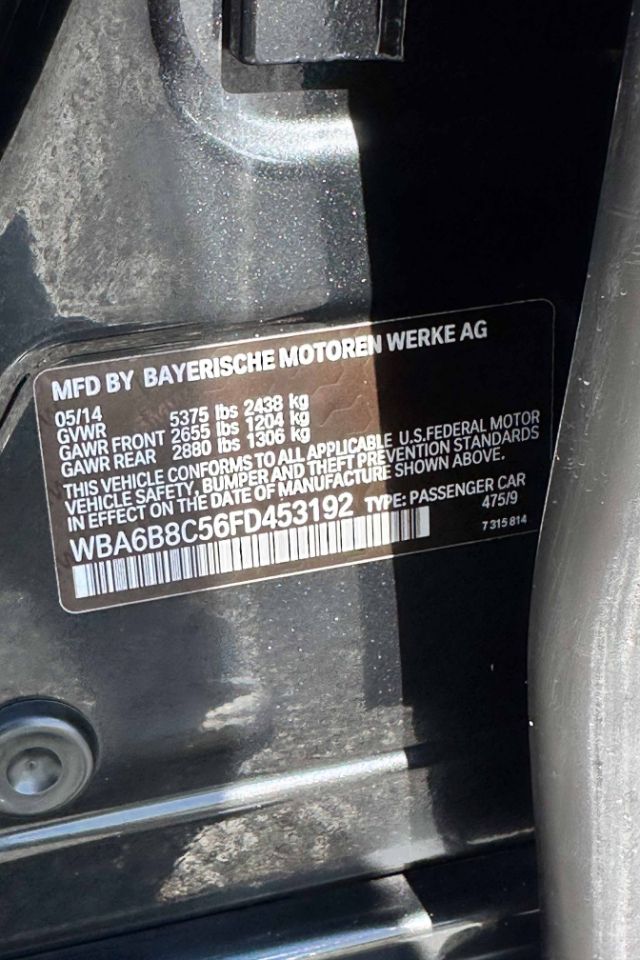 MFD BY BAYERISCHE MOTOREN WERKE AG
05/14
GVWR 5375 lbs 2438 kg
GAWR FRONT 2655 lbs 1204 kg
GAWR REAR 2880 lbs 1306 kg
THIS VEHICLE CONFORMS TO ALL APPLICABLE U.S.FEDERAL MOTOR
VEHICLE SAFETY, BUMPER AND THEFT PREVENTION STANDARDS
IN EFFECT ON THE DATE OF MANUFACTURE SHOWN ABOVE.
WBA6B8C56FD453192 TYPE: PASSENGER CAR
475/9
7 315 814